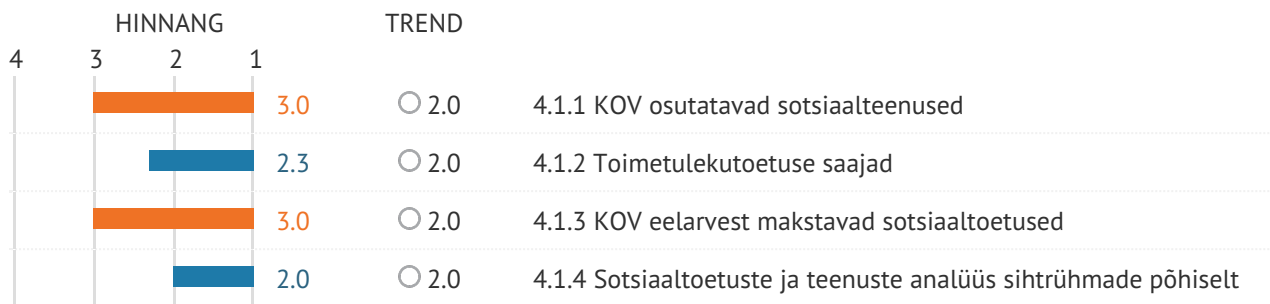 HINNANG TREND
4 3 2 1
3.0 2.0 4.1.1 KOV osutatavad sotsiaalteenused
2.3 2.0 4.1.2 Toimetulekutoetuse saajad
3.0 2.0 4.1.3 KOV eelarvest makstavad sotsiaaltoetused
2.0 2.0 4.1.4 Sotsiaaltoetuste ja teenuste analüüs sihtrühmade põhiselt